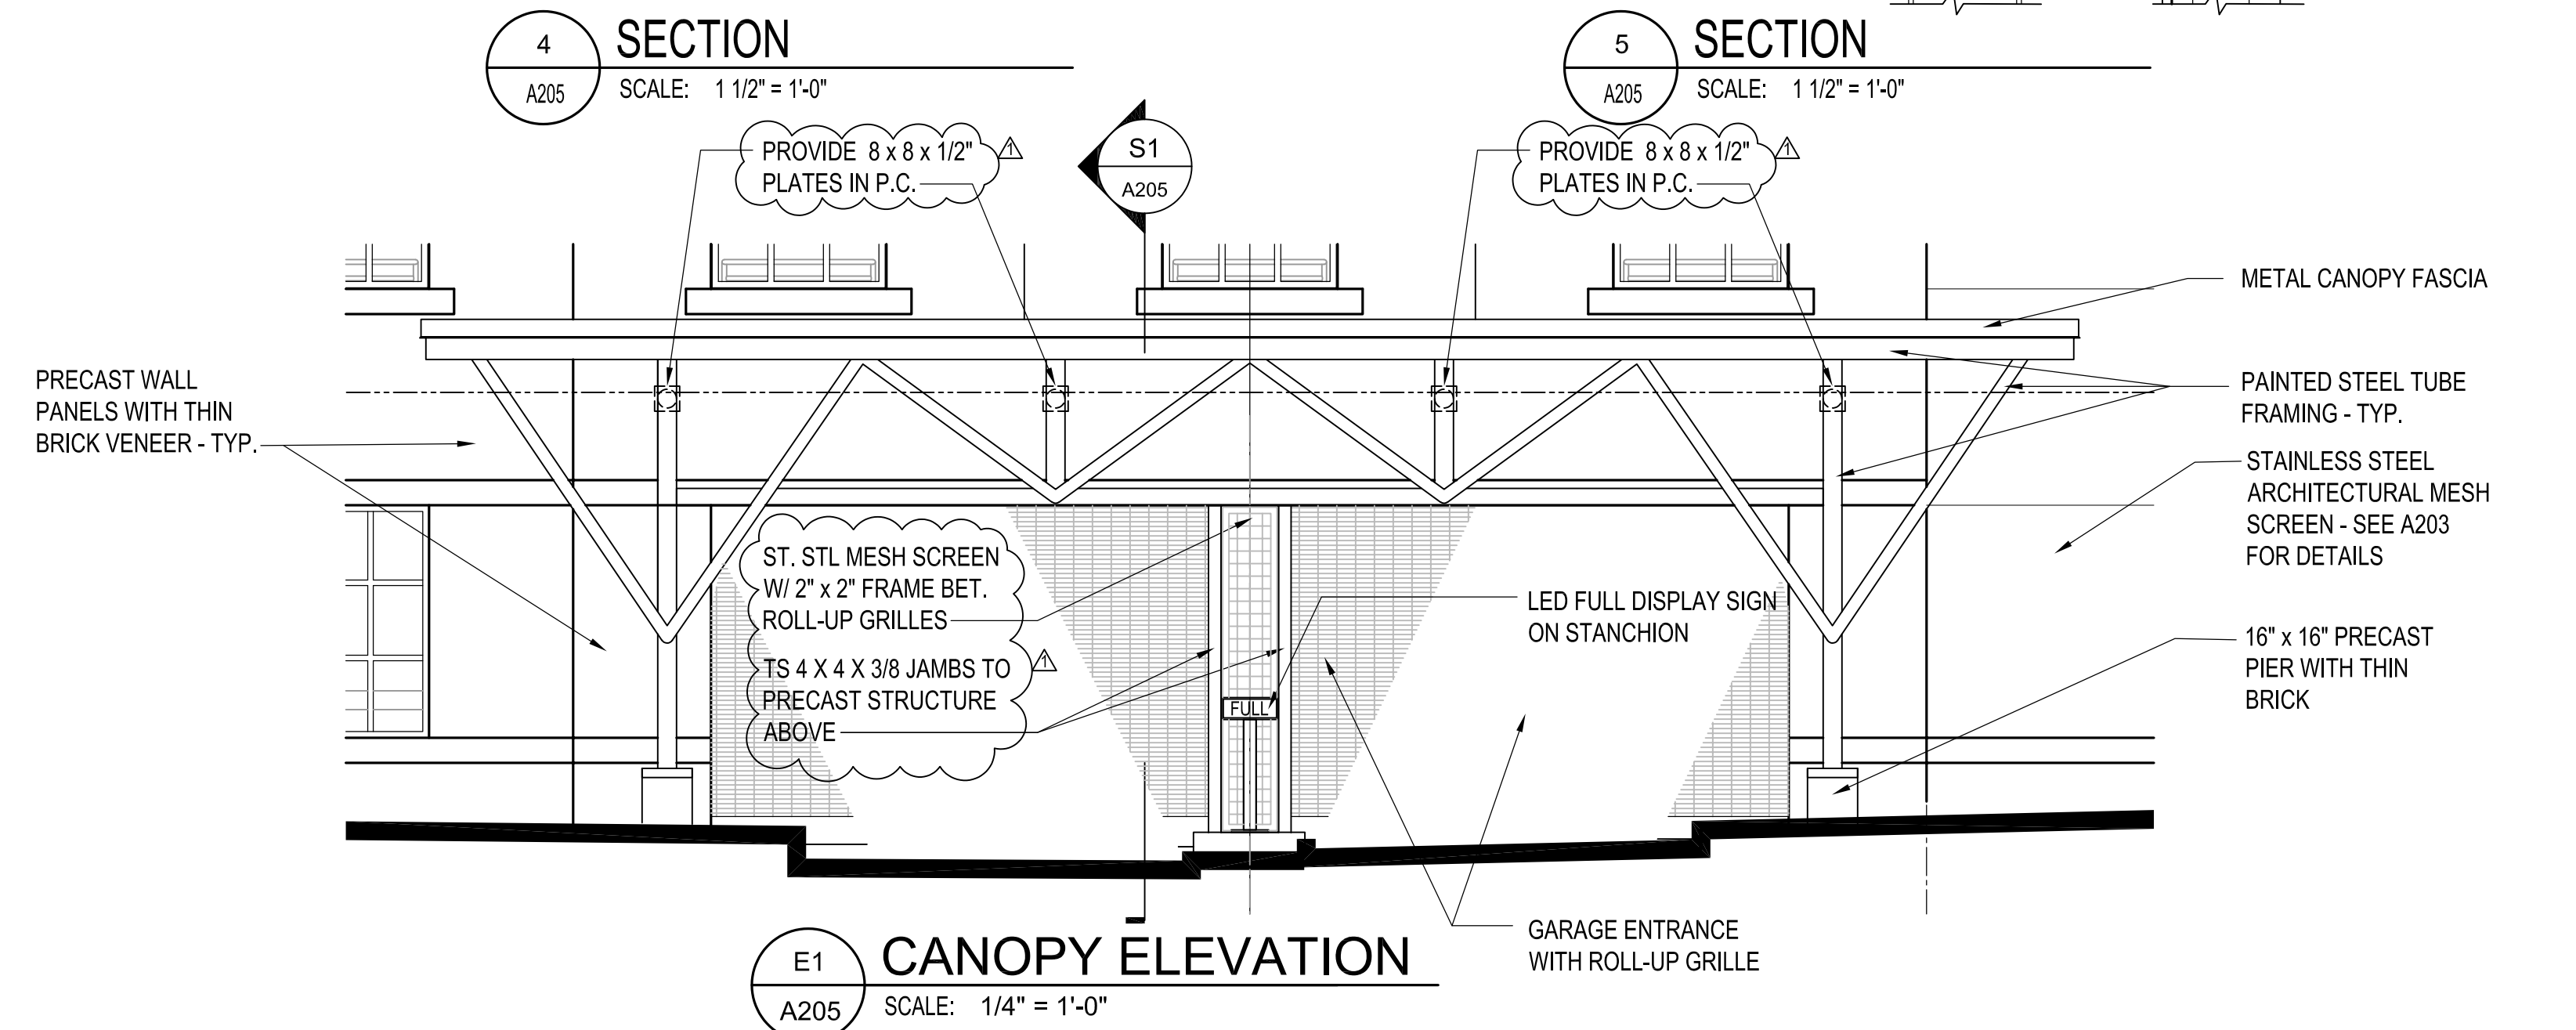 4
A205
SECTION
SCALE: 1 1/2" = 1'-0"
5
A205
SECTION
SCALE: 1 1/2" = 1'-0"
PROVIDE 8 x 8 x 1/2"
PLATES IN P.C.
1
S1
A205
PROVIDE 8 x 8 x 1/2"
PLATES IN P.C.
1
METAL CANOPY FASCIA
PRECAST WALL
PANELS WITH THIN
BRICK VENEER - TYP.
PAINTED STEEL TUBE
FRAMING - TYP.
STAINLESS STEEL
ARCHITECTURAL MESH
SCREEN - SEE A203
FOR DETAILS
ST. STL MESH SCREEN
W/ 2" x 2" FRAME BET.
ROLL-UP GRILLES
TS 4 X 4 X 3/8 JAMBS TO
PRECAST STRUCTURE
ABOVE
1
LED FULL DISPLAY SIGN
ON STANCHION
FULL
16" x 16" PRECAST
PIER WITH THIN
BRICK
GARAGE ENTRANCE
WITH ROLL-UP GRILLE
E1
A205
CANOPY ELEVATION
SCALE: 1/4" = 1'-0"